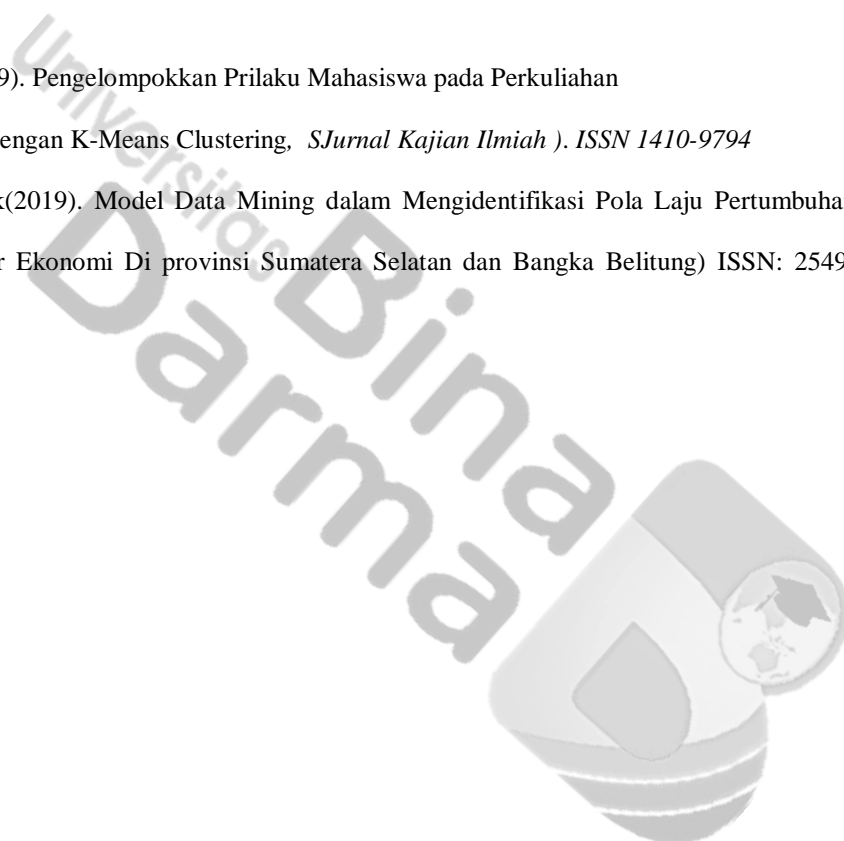 9). Pengelompokkan Prilaku Mahasiswa pada Perkuliahan
engan K-Means Clustering, SJurnal Kajian Ilmiah ). ISSN 1410-9794
k(2019). Model Data Mining dalam Mengidentifikasi Pola Laju Pertumbuha
r Ekonomi Di provinsi Sumatera Selatan dan Bangka Belitung) ISSN: 2549
Universitas
Bina
Darma